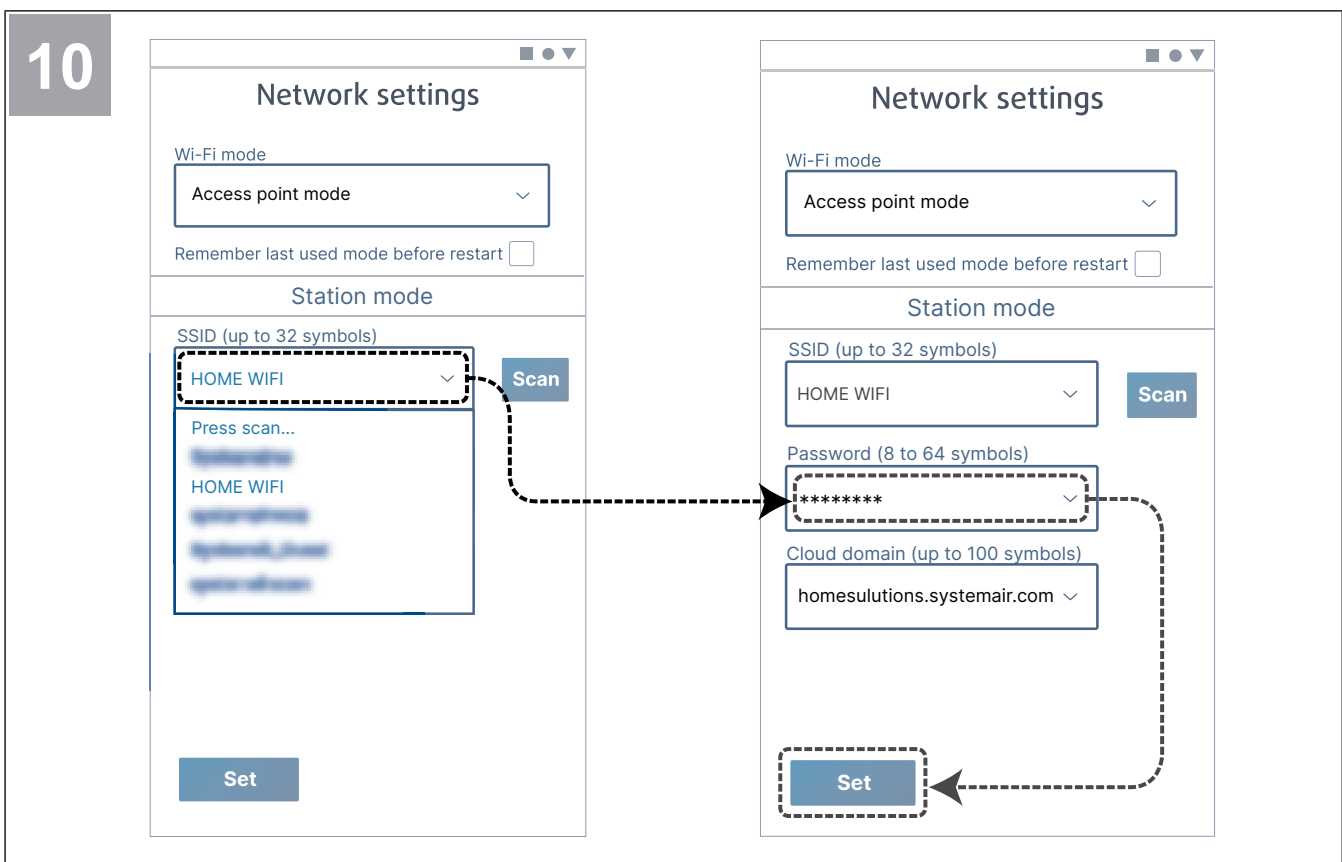 10
Network settings
Wi-Fi mode
Access point mode
Remember last used mode before restart
Station mode
SSID (up to 32 symbols)
HOME WIFI
Scan
Press scan...
HOME WIFI
Set
Network settings
Wi-Fi mode
Access point mode
Remember last used mode before restart
Station mode
SSID (up to 32 symbols)
HOME WIFI
Scan
Password (8 to 64 symbols)
********
Cloud domain (up to 100 symbols)
homesulutions.systemair.com
Set